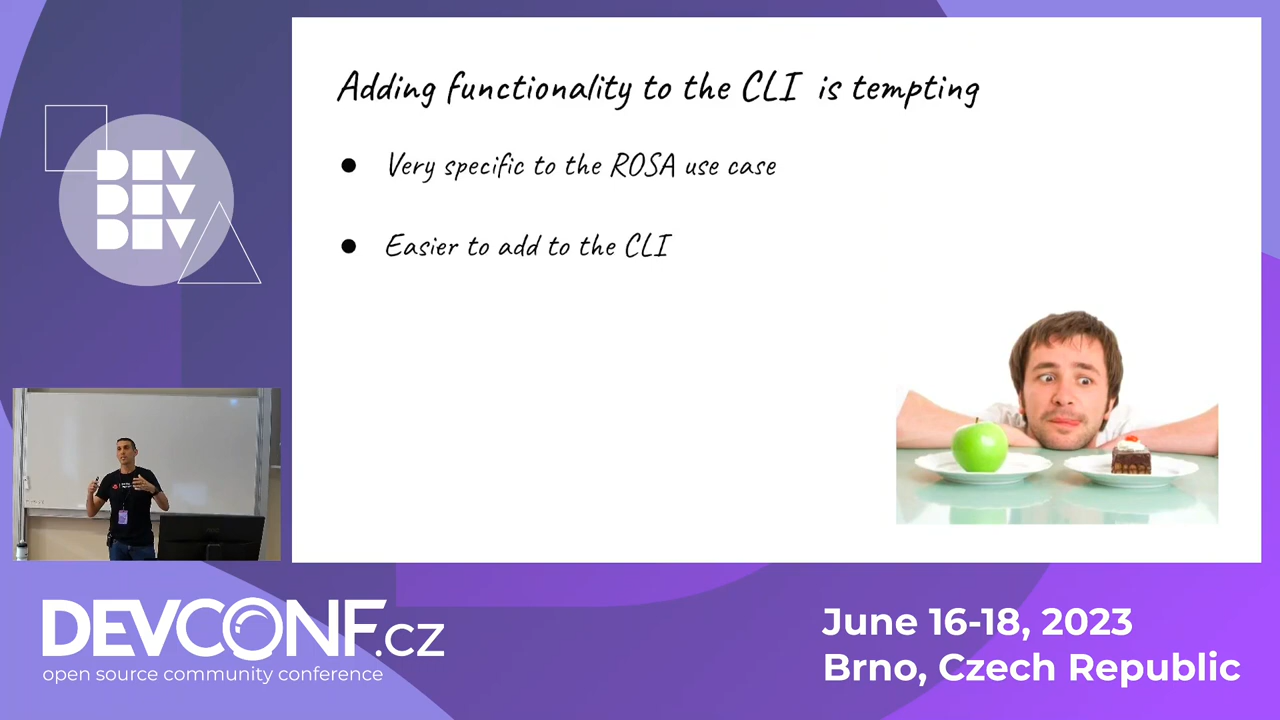 Adding functionality to the CLI is tempting
● Very specific to the ROSA use case
● Easier to add to the CLI
DEV
DEV
DEV
DEVCONF.cz
open source community conference
June 16-18, 2023
Brno, Czech Republic